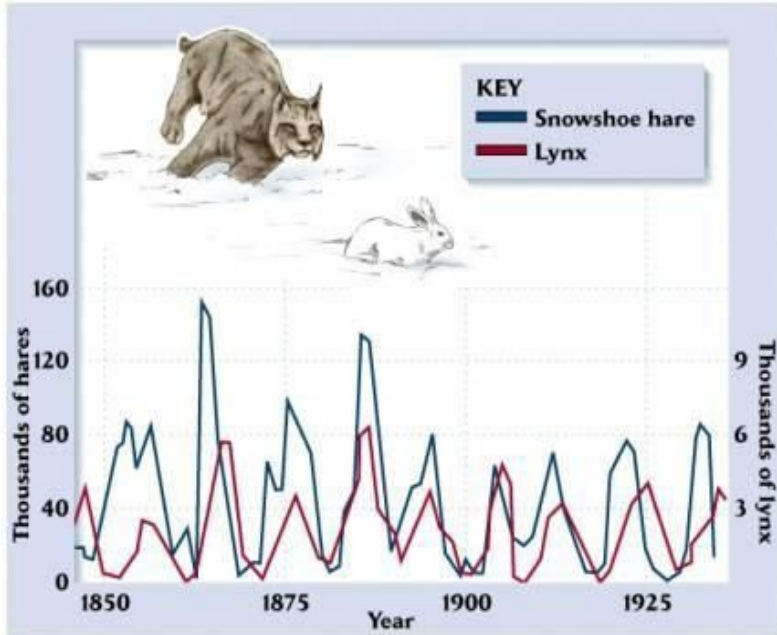 KEY
Snowshoe hare
Lynx
160
120
80
40
0
Thousands of hares
9
6
3
Thousands of lynx
1850 1875 1900 1925
Year